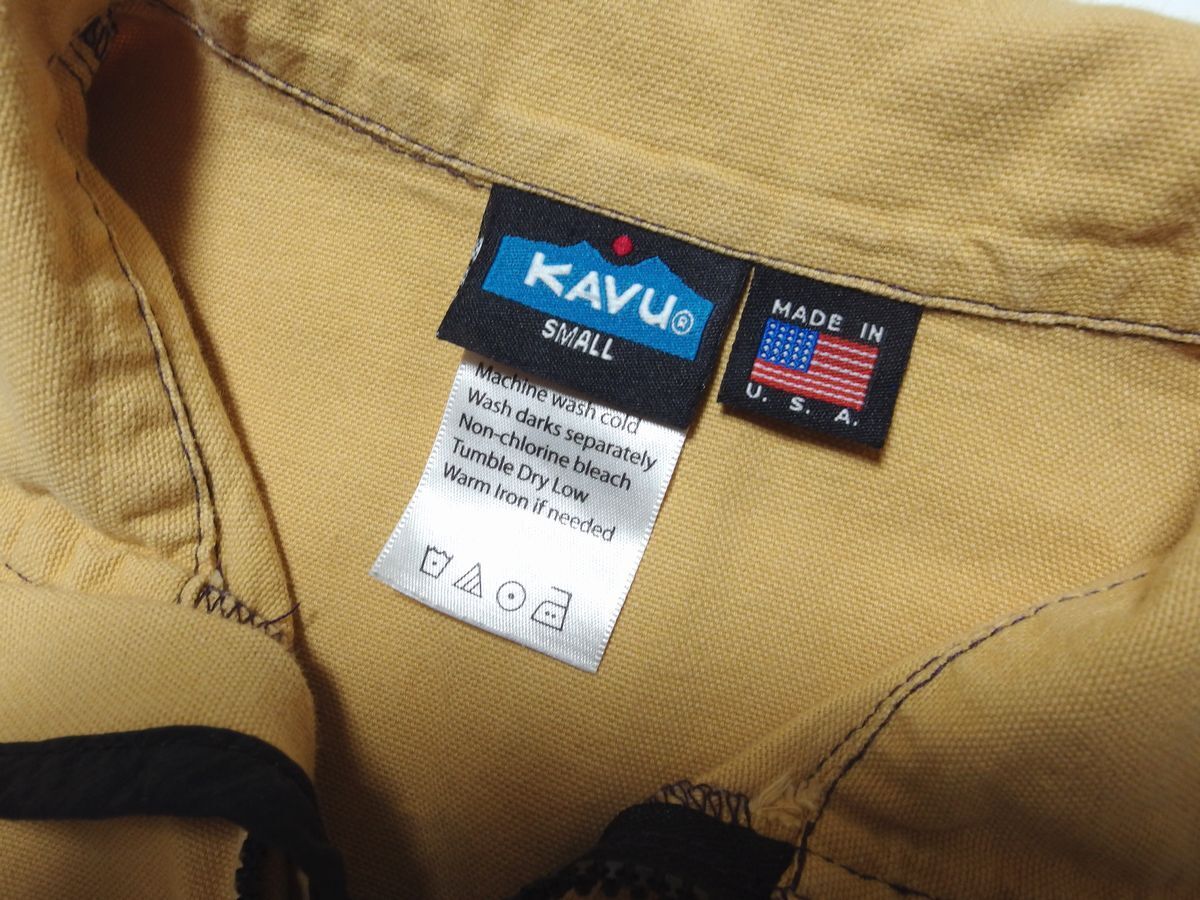 KAVU®
SMALL
MADE IN
U. S. A.
Machine wash cold
Wash darks separately
Non-chlorine bleach
Tumble Dry Low
Warm Iron if needed